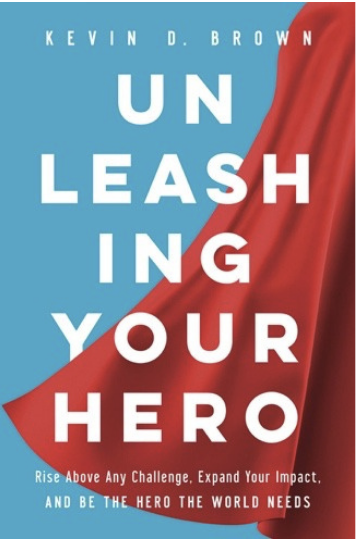 KEVIN D. BROWN
UN
LEASH
ING
YOUR
HERO
Rise Above Any Challenge, Expand Your Impact,
AND BE THE HERO THE WORLD NEEDS